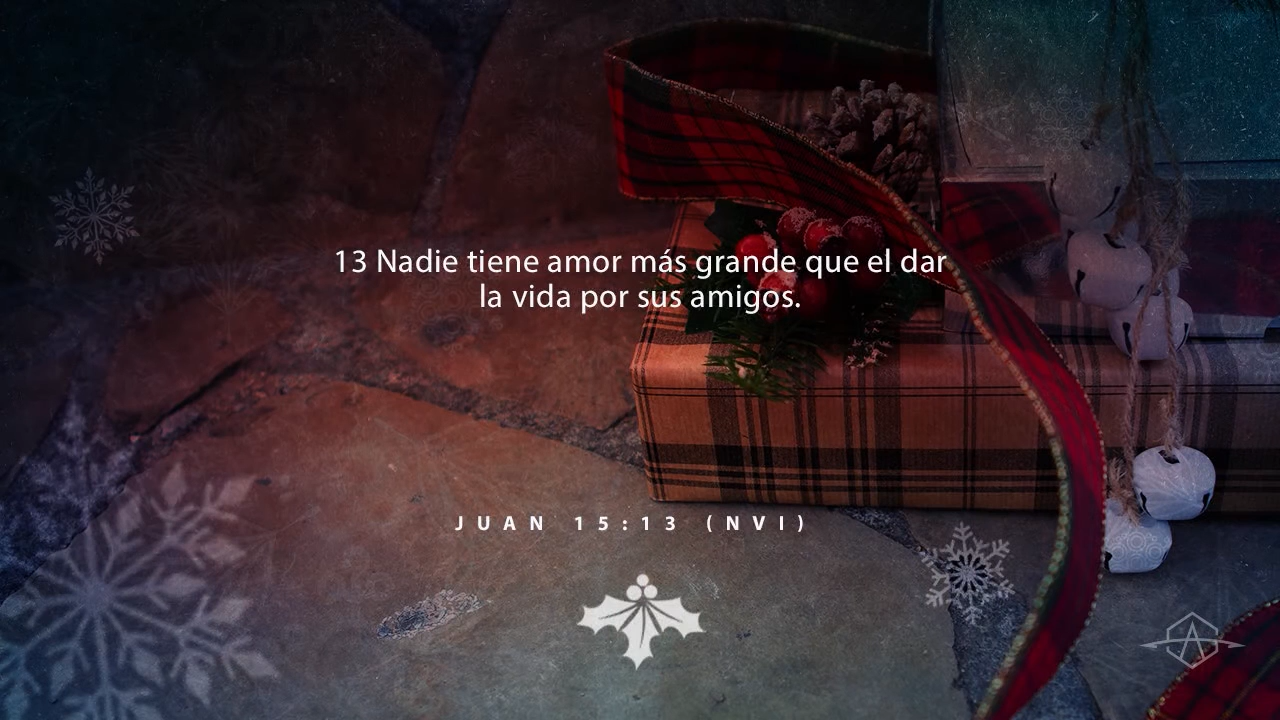 13 Nadie tiene amor más grande que el dar
la vida por sus amigos.
JUAN 15:13 (NVI)